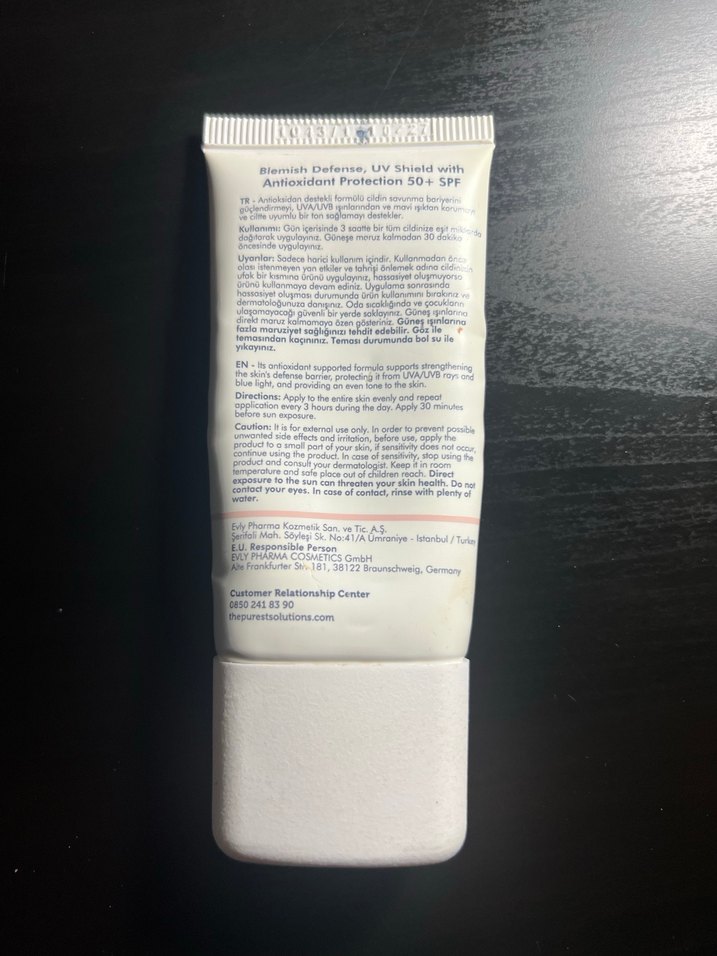 Blemish Defense, UV Shield with
Antioxidant Protection 50+ SPF
TR - Antioksidan destekli formülü cildin savunma bariyerini
güçlendirmeyi, UVA/UVB ışınlarından ve mavi ışıktan korumayı
ve ciltte uyumlu bir ton sağlamayı destekler.
Kullanımı: Gün içerisinde 3 saatte bir tüm cildinize eşit miktarda
dağıtarak uygulayınız. Güneşe maruz kalmadan 30 dakika
öncesinde uygulayınız.
Uyarılar: Sadece harici kullanım içindir. Kullanmadan önce
olası istenmeyen yan etkiler ve tahrişi önlemek adına cildinizin
ufak bir kısmına ürünü uygulayınız, hassasiyet oluşmuyorsa
ürünü kullanmaya devam ediniz. Uygulama sonrasında
hassasiyet oluşması durumunda ürün kullanımını bırakınız ve
dermatoloğunuza danışınız. Oda sıcaklığında ve çocukların
ulaşamayacağı güvenli bir yerde saklayınız. Güneş ışınlarına
direkt maruz kalmamaya özen gösteriniz. Güneş ışınlarına
fazla maruziyet sağlığınızı tehdit edebilir. Göz ile
temasından kaçınınız. Teması durumunda bol su ile
yıkayınız.
EN - Its antioxidant supported formula supports strengthening
the skin's defense barrier, protecting it from UVA/UVB rays and
blue light, and providing an even tone to the skin.
Directions: Apply to the entire skin evenly and repeat
application every 3 hours during the day. Apply 30 minutes
before sun exposure.
Caution: It is for external use only. In order to prevent possible
unwanted side effects and irritation, before use, apply the
product to a small part of your skin, if sensitivity does not occur,
continue using the product. In case of sensitivity, stop using the
product and consult your dermatologist. Keep it in room
temperature and safe place out of children reach. Direct
exposure to the sun can threaten your skin health. Do not
contact your eyes. In case of contact, rinse with plenty of
water.
Evly Pharma Kozmetik San. ve Tic. A.Ş.
Şerifali Mah. Söyleşi Sk. No:41/A Ümraniye - Istanbul / Turkey
E.U. Responsible Person
EVLY PHARMA COSMETICS GmbH
Alte Frankfurter Str. 181, 38122 Braunschweig, Germany
Customer Relationship Center
0850 241 83 90
thepurestsolutions.com